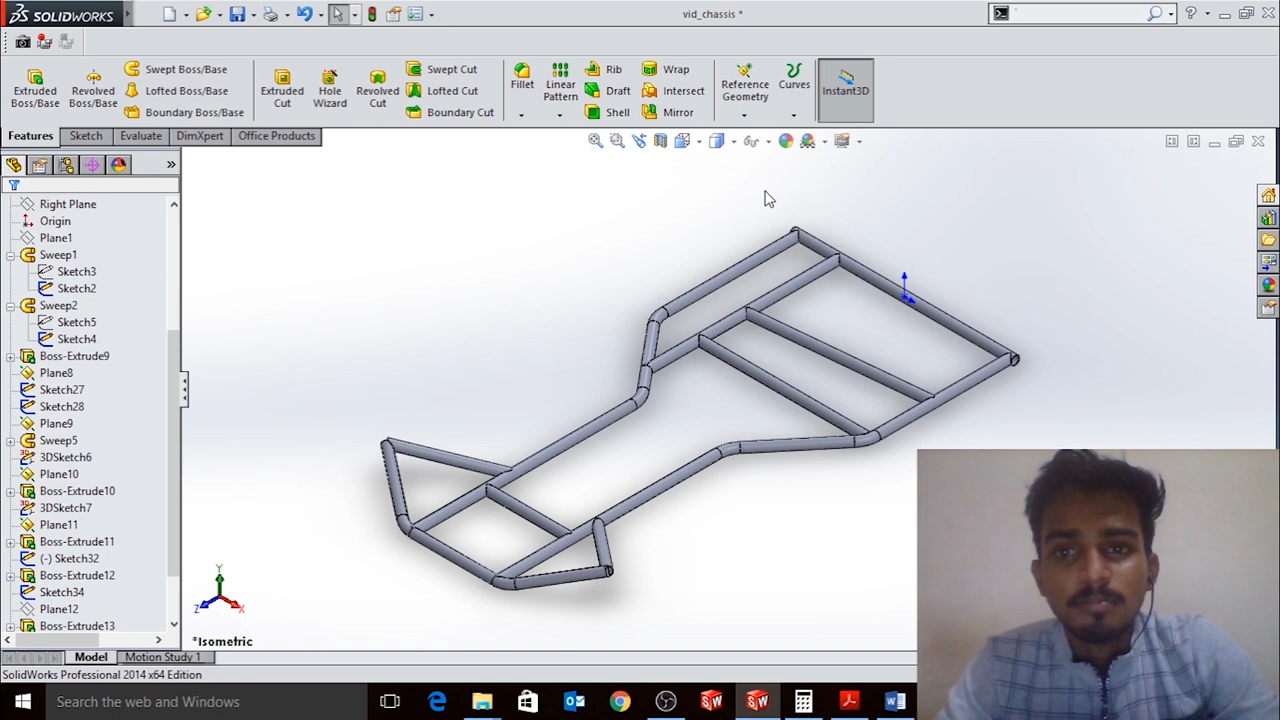 SOLIDWORKS
vid_chassis *
Extruded Boss/Base
Revolved Boss/Base
Swept Boss/Base
Lofted Boss/Base
Boundary Boss/Base
Extruded Cut
Hole Wizard
Revolved Cut
Swept Cut
Lofted Cut
Boundary Cut
Fillet
Linear Pattern
Rib
Draft
Shell
Wrap
Intersect
Mirror
Reference Geometry
Curves
Instant3D
Features
Sketch
Evaluate
DimXpert
Office Products
Right Plane
Origin
Plane1
Sweep1
Sketch3
Sketch2
Sweep2
Sketch5
Sketch4
Boss-Extrude9
Plane8
Sketch27
Sketch28
Plane9
Sweep5
3DSketch6
Plane10
Boss-Extrude10
3DSketch7
Plane11
Boss-Extrude11
(-) Sketch32
Boss-Extrude12
Sketch34
Plane12
Boss-Extrude13
Y
Z
X
*Isometric
Model
Motion Study 1
SolidWorks Professional 2014 x64 Edition
Search the web and Windows